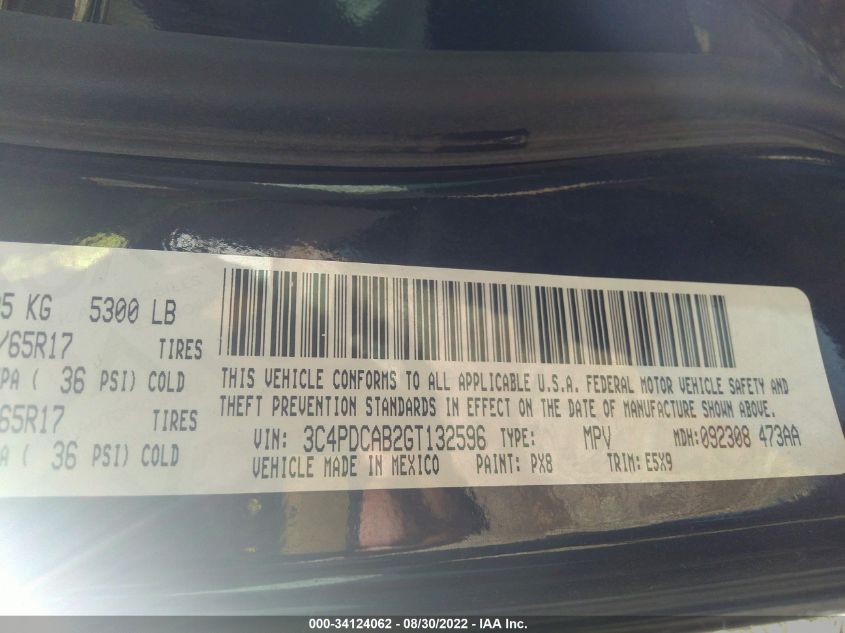 95 KG 5300 LB
/65R17 TIRES
PA ( 36 PSI) COLD
65R17 TIRES
A ( 36 PSI) COLD
THIS VEHICLE CONFORMS TO ALL APPLICABLE U.S.A. FEDERAL MOTOR VEHICLE SAFETY AND
THEFT PREVENTION STANDARDS IN EFFECT ON THE DATE OF MANUFACTURE SHOWN ABOVE.
VIN: 3C4PDCAB2GT132596 TYPE: MPV MDH: 092308 473AA
VEHICLE MADE IN MEXICO PAINT: PX8 TRIM: E5X9
000-34124062 - 08/30/2022 - IAA Inc.